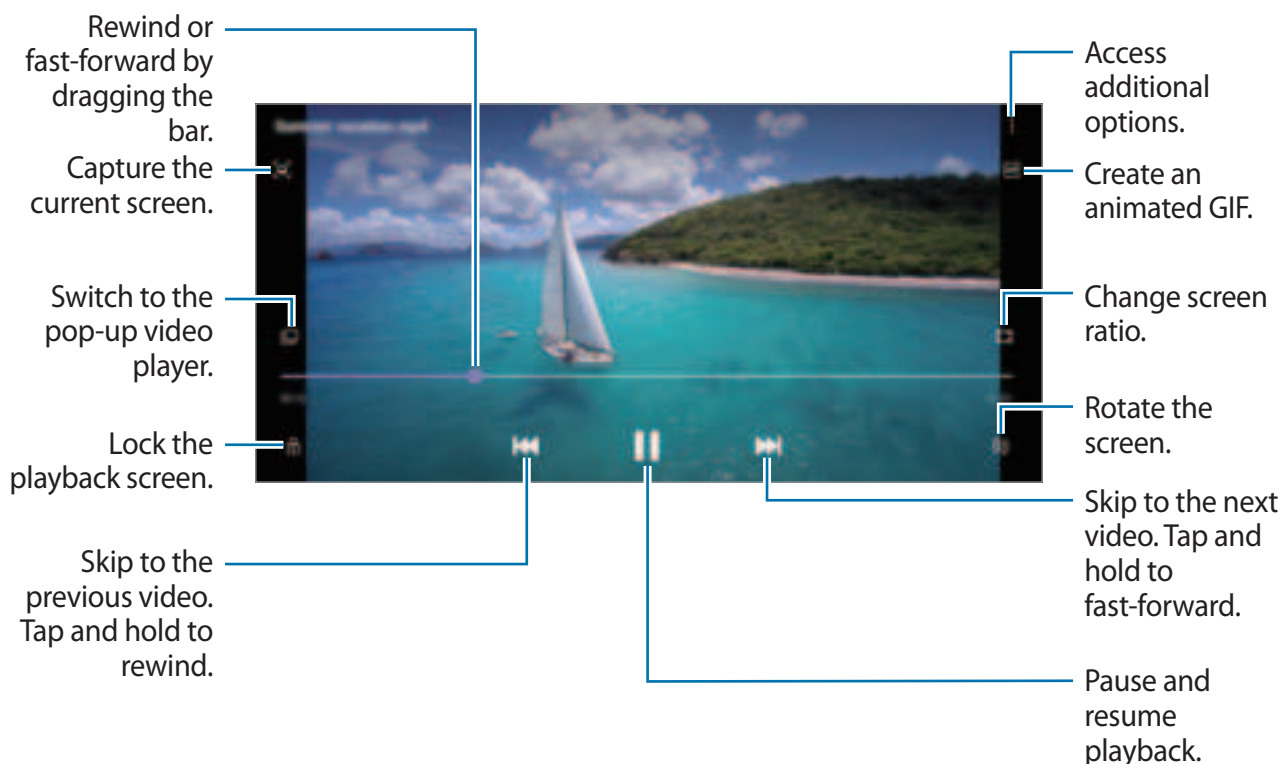 Rewind or
fast-forward by
dragging the
bar.
Capture the
current screen.
Switch to the
pop-up video
player.
Lock the
playback screen.
Skip to the
previous video.
Tap and hold to
rewind.
Access
additional
options.
Create an
animated GIF.
Change screen
ratio.
Rotate the
screen.
Skip to the next
video. Tap and
hold to
fast-forward.
Pause and
resume
playback.